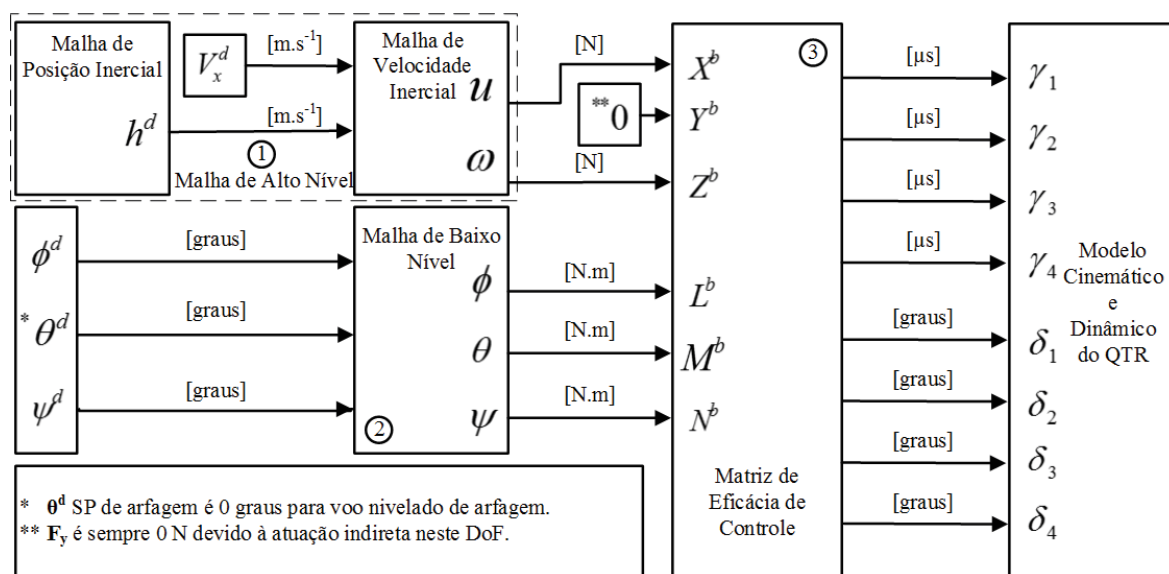 Malha de
Posição Inercial
h^d
V_x^d
[m.s⁻¹]
[m.s⁻¹]
①
Malha de Alto Nível
Malha de
Velocidade
Inercial
u
ω
[N]
**0
[N]
ϕ^d
*θ^d
ψ^d
[graus]
[graus]
[graus]
Malha de Baixo
Nível
ϕ
θ
ψ
②
[N.m]
[N.m]
[N.m]
③
X^b
Y^b
Z^b
L^b
M^b
N^b
Matriz de
Eficácia de
Controle
[µs]
[µs]
[µs]
[µs]
[graus]
[graus]
[graus]
[graus]
γ₁
γ₂
γ₃
γ₄
δ₁
δ₂
δ₃
δ₄
Modelo
Cinemático
e
Dinâmico
do QTR
* θ^d SP de arfagem é 0 graus para voo nivelado de arfagem.
** F_y é sempre 0 N devido à atuação indireta neste DoF.